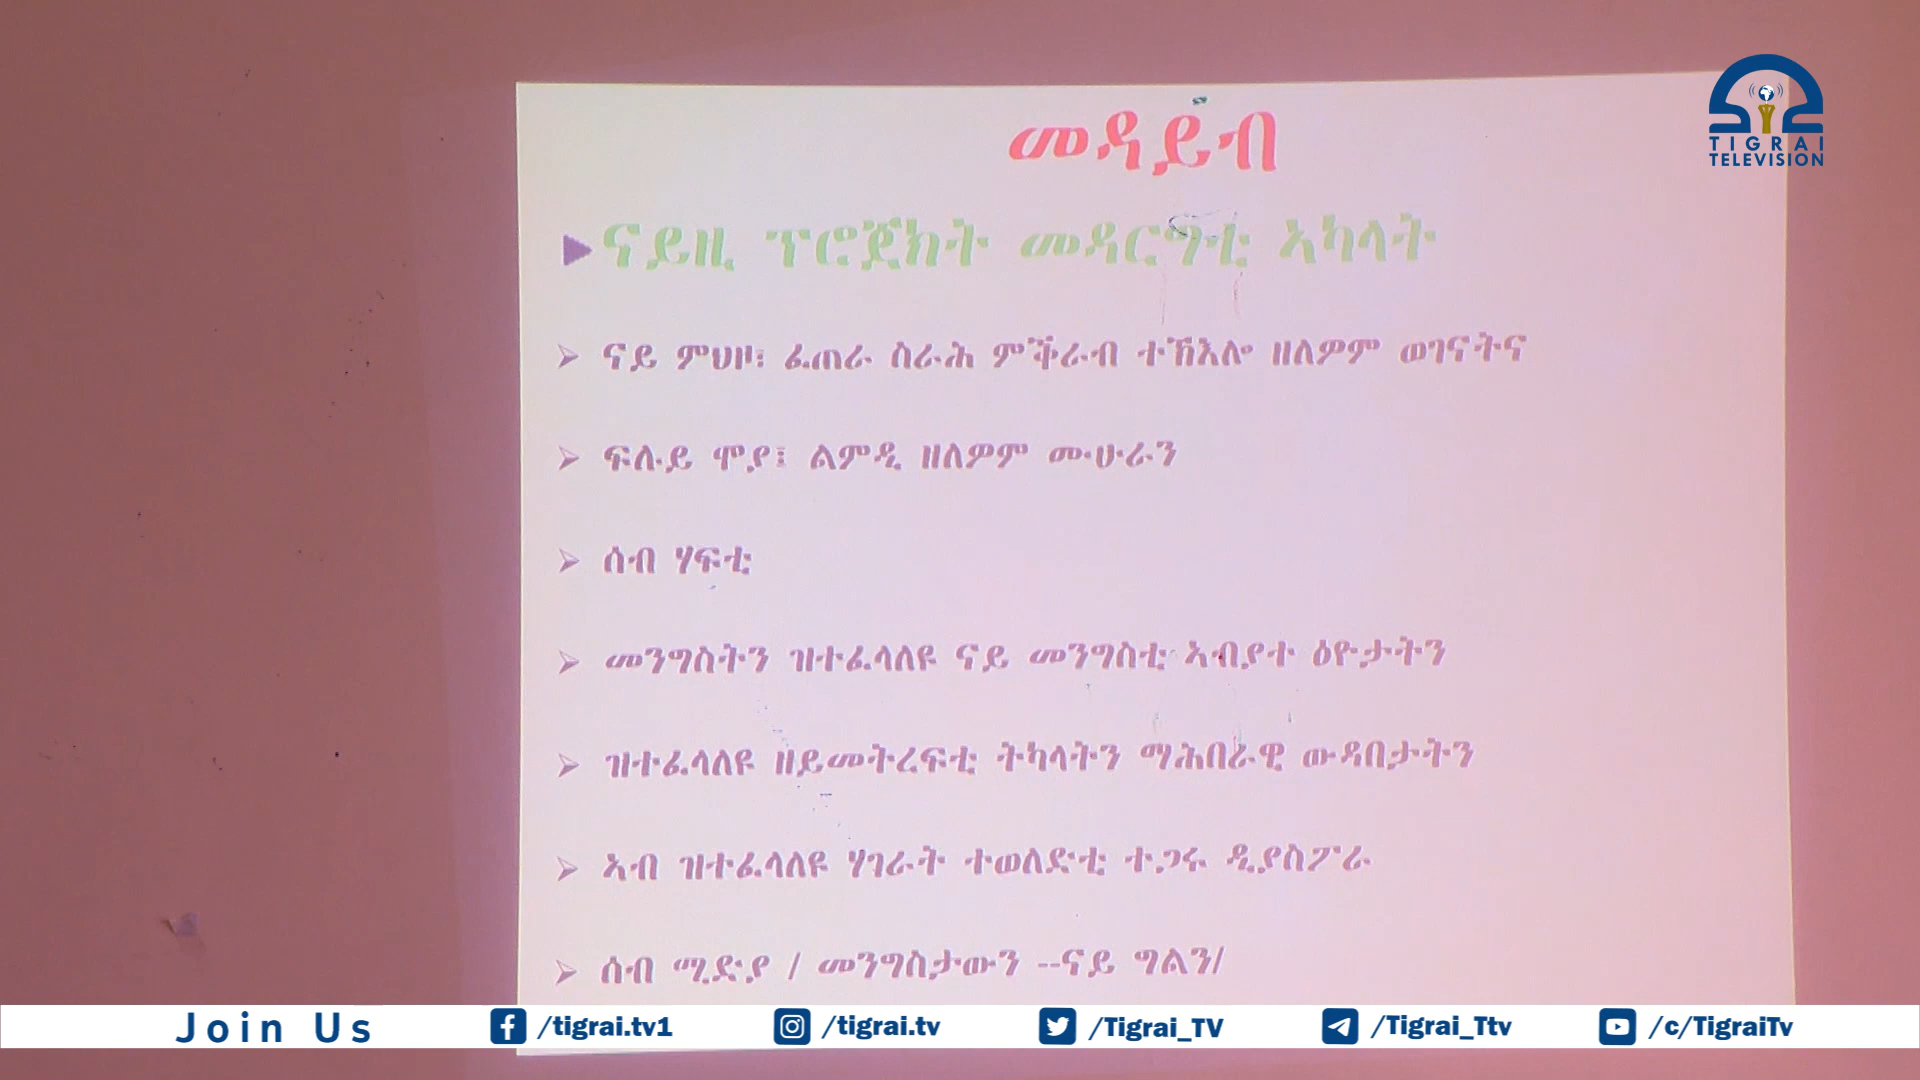 መዳይብ
TIGRAI
TELEVISION
ናይዚ ፕሮጀክት መዳርግቲ ኣካላት
ናይ ምህዞ፣ ፈጠራ ስራሕ ምቕራብ ተኽእሎ ዘለዎም ወገናትና
ፍሉይ ሞያ፤ ልምዲ ዘለዎም ሙሁራን
ሰብ ሃፍቲ
መንግስትን ዝተፈላለዩ ናይ መንግስቲ ኣብያተ ዕዮታትን
ዝተፈላለዩ ዘይመትረፍቲ ትካላትን ማሕበራዊ ውዳበታትን
ኣብ ዝተፈላለዩ ሃገራት ተወለድቲ ተጋሩ ዲያስፖራ
ሰብ ሚድያ / መንግስታውን --ናይ ግልን/
Join Us /tigrai.tv1 /tigrai.tv /Tigrai_TV /Tigrai_Ttv /c/TigraiTv